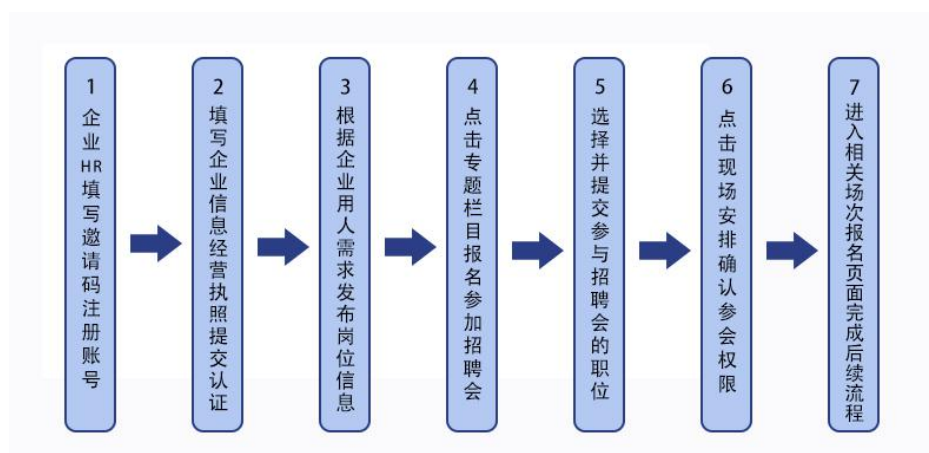 1企业HR填写邀请码注册账号
2填写企业信息经营执照提交认证
3根据企业用人需求发布岗位信息
4点击专题栏目报名参加招聘会
5选择并提交参与招聘会的职位
6点击现场安排确认参会权限
7进入相关场次报名页面完成后续流程